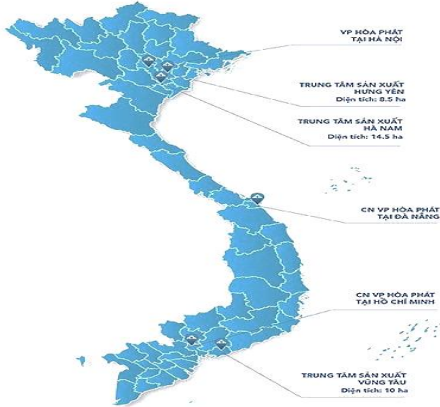 VP HÒA PHÁT
TẠI HÀ NỘI
TRUNG TÂM SẢN XUẤT
HƯNG YÊN
Diện tích: 8.5 ha
TRUNG TÂM SẢN XUẤT
HÀ NAM
Diện tích: 14.5 ha
CN VP HÒA PHÁT
TẠI ĐÀ NẴNG
CN VP HÒA PHÁT
TẠI HỒ CHÍ MINH
TRUNG TÂM SẢN XUẤT
VŨNG TÀU
Diện tích: 10 ha